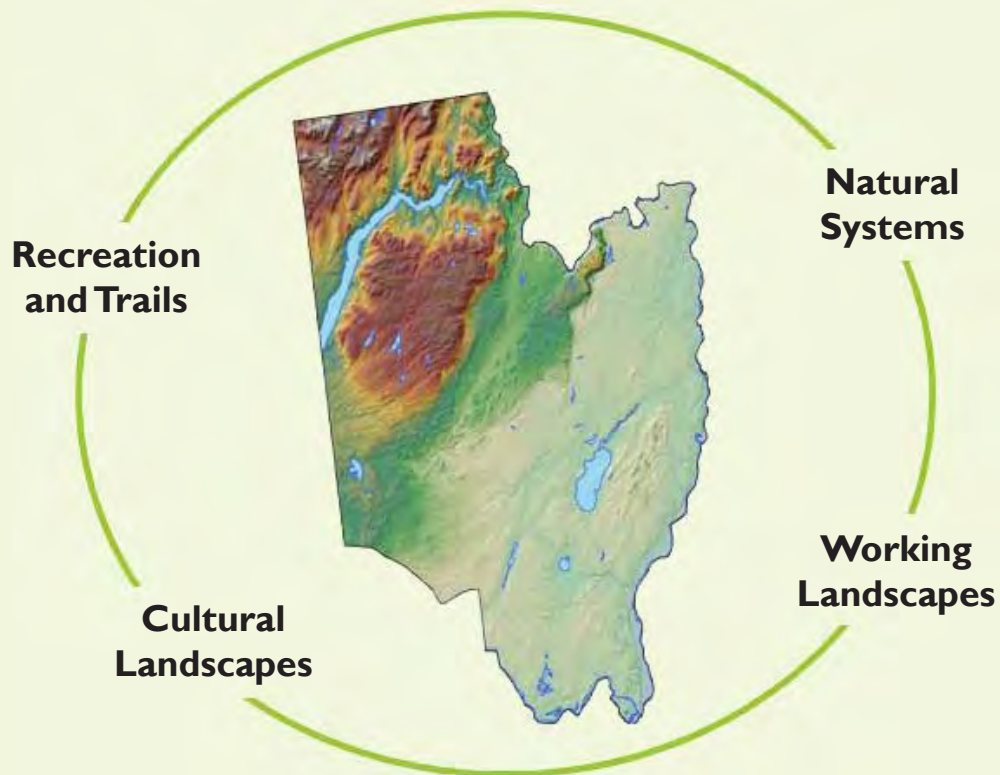 Natural
Systems
Recreation
and Trails
Working
Landscapes
Cultural
Landscapes